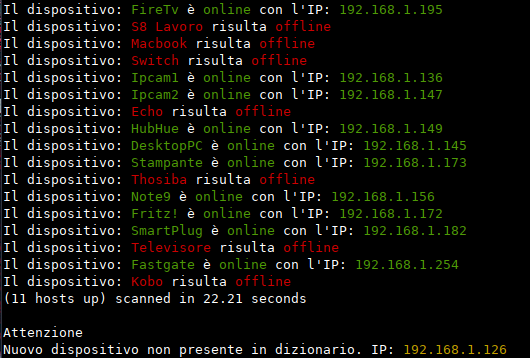 Il dispositivo: FireTv è online con l'IP: 192.168.1.195
Il dispositivo: S8 Lavoro risulta offline
Il dispositivo: Macbook risulta offline
Il dispositivo: Switch risulta offline
Il dispositivo: Ipcam1 è online con l'IP: 192.168.1.136
Il dispositivo: Ipcam2 è online con l'IP: 192.168.1.147
Il dispositivo: Echo risulta offline
Il dispositivo: HubHue è online con l'IP: 192.168.1.149
Il dispositivo: DesktopPC è online con l'IP: 192.168.1.145
Il dispositivo: Stampante è online con l'IP: 192.168.1.173
Il dispositivo: Thosiba risulta offline
Il dispositivo: Note9 è online con l'IP: 192.168.1.156
Il dispositivo: Fritz! è online con l'IP: 192.168.1.172
Il dispositivo: SmartPlug è online con l'IP: 192.168.1.182
Il dispositivo: Televisore risulta offline
Il dispositivo: Fastgate è online con l'IP: 192.168.1.254
Il dispositivo: Kobo risulta offline
(11 hosts up) scanned in 22.21 seconds
Attenzione
Nuovo dispositivo non presente in dizionario. IP: 192.168.1.126